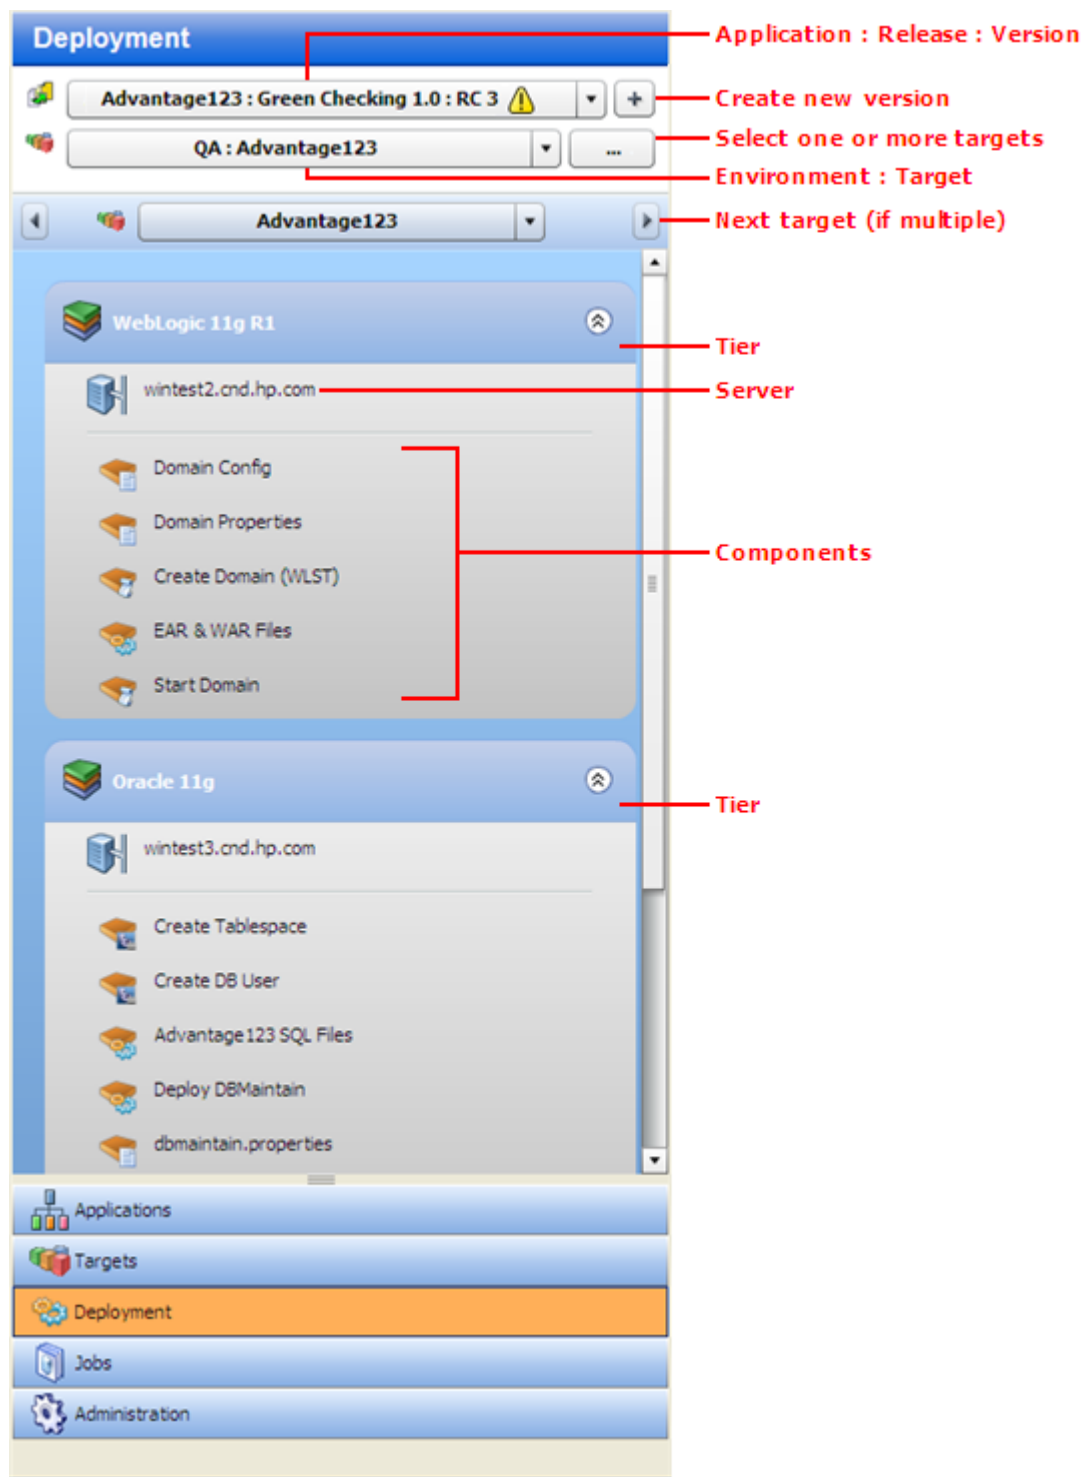 Deployment
Application : Release : Version
Advantage123 : Green Checking 1.0 : RC 3
Create new version
Select one or more targets
QA : Advantage123
...
Environment : Target
Advantage123
Next target (if multiple)
WebLogic 11g R1
Tier
wintest2.cnd.hp.com
Server
Domain Config
Domain Properties
Components
Create Domain (WLST)
EAR & WAR Files
Start Domain
Oracle 11g
Tier
wintest3.cnd.hp.com
Create Tablespace
Create DB User
Advantage123 SQL Files
Deploy DBMaintain
dbmaintain.properties
Applications
Targets
Deployment
Jobs
Administration